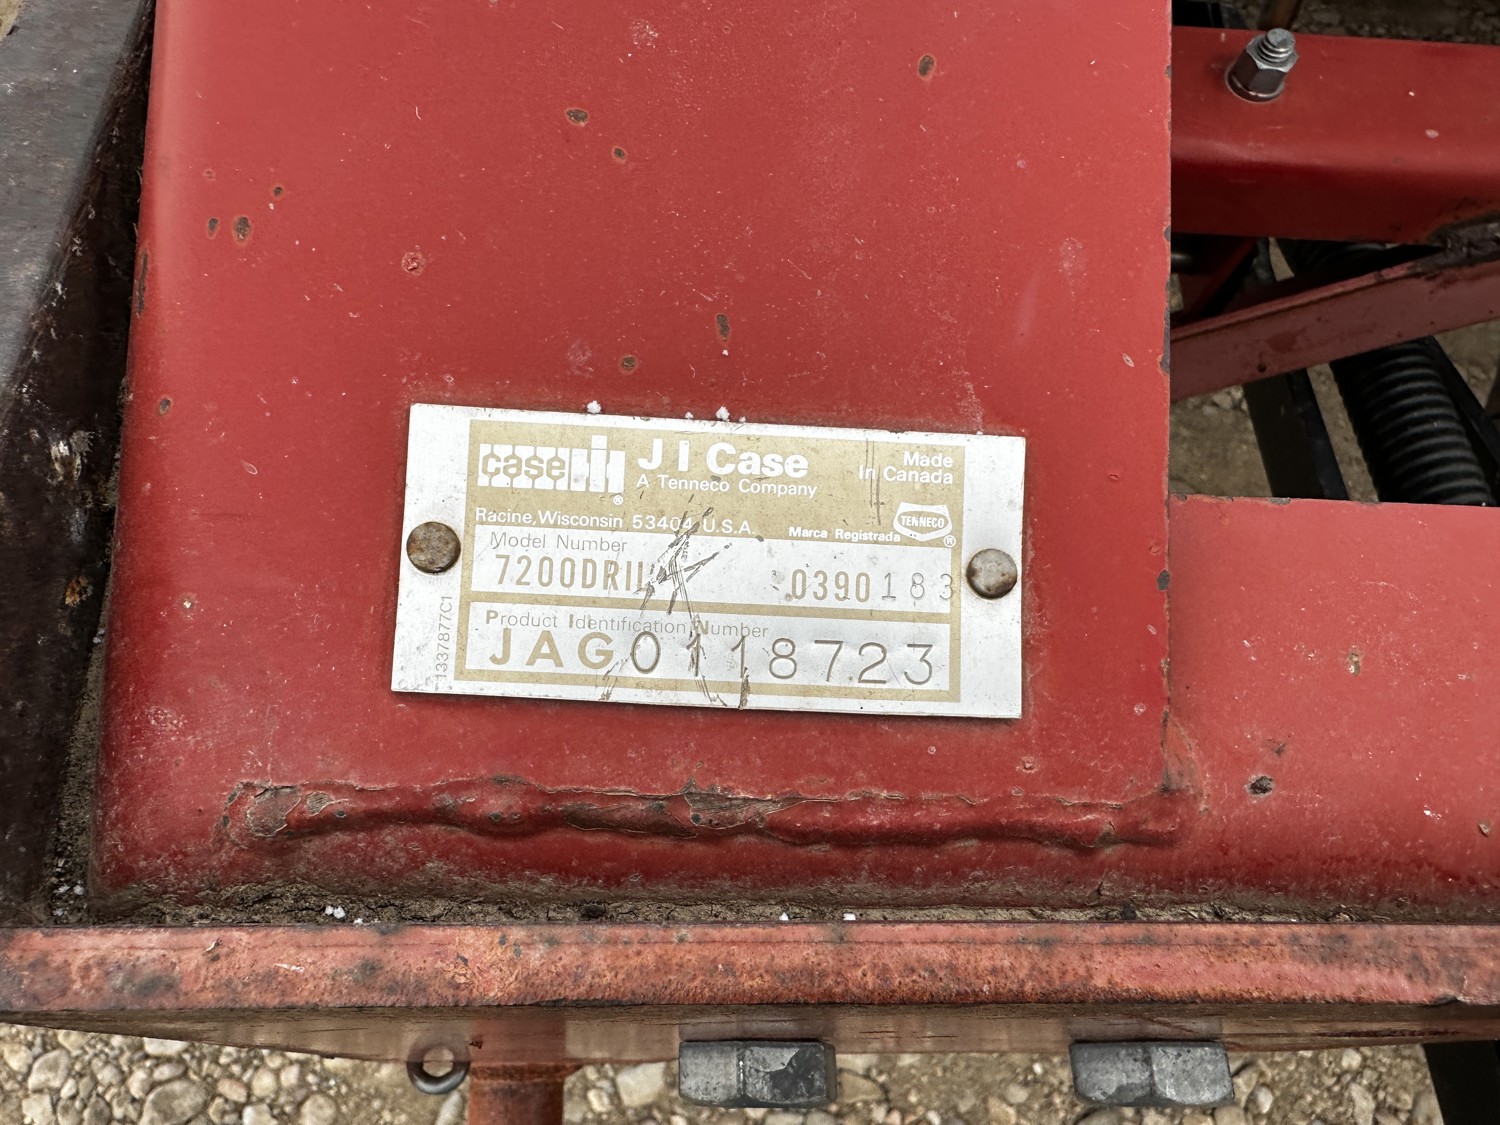 case IH ®
J I Case
A Tenneco Company
Made
In Canada
Racine, Wisconsin 53404 U.S.A.
Marca Registrada
TENNECO ®
Model Number
7200DRILL
0390183
Product Identification Number
JAG0118723
1337877C1